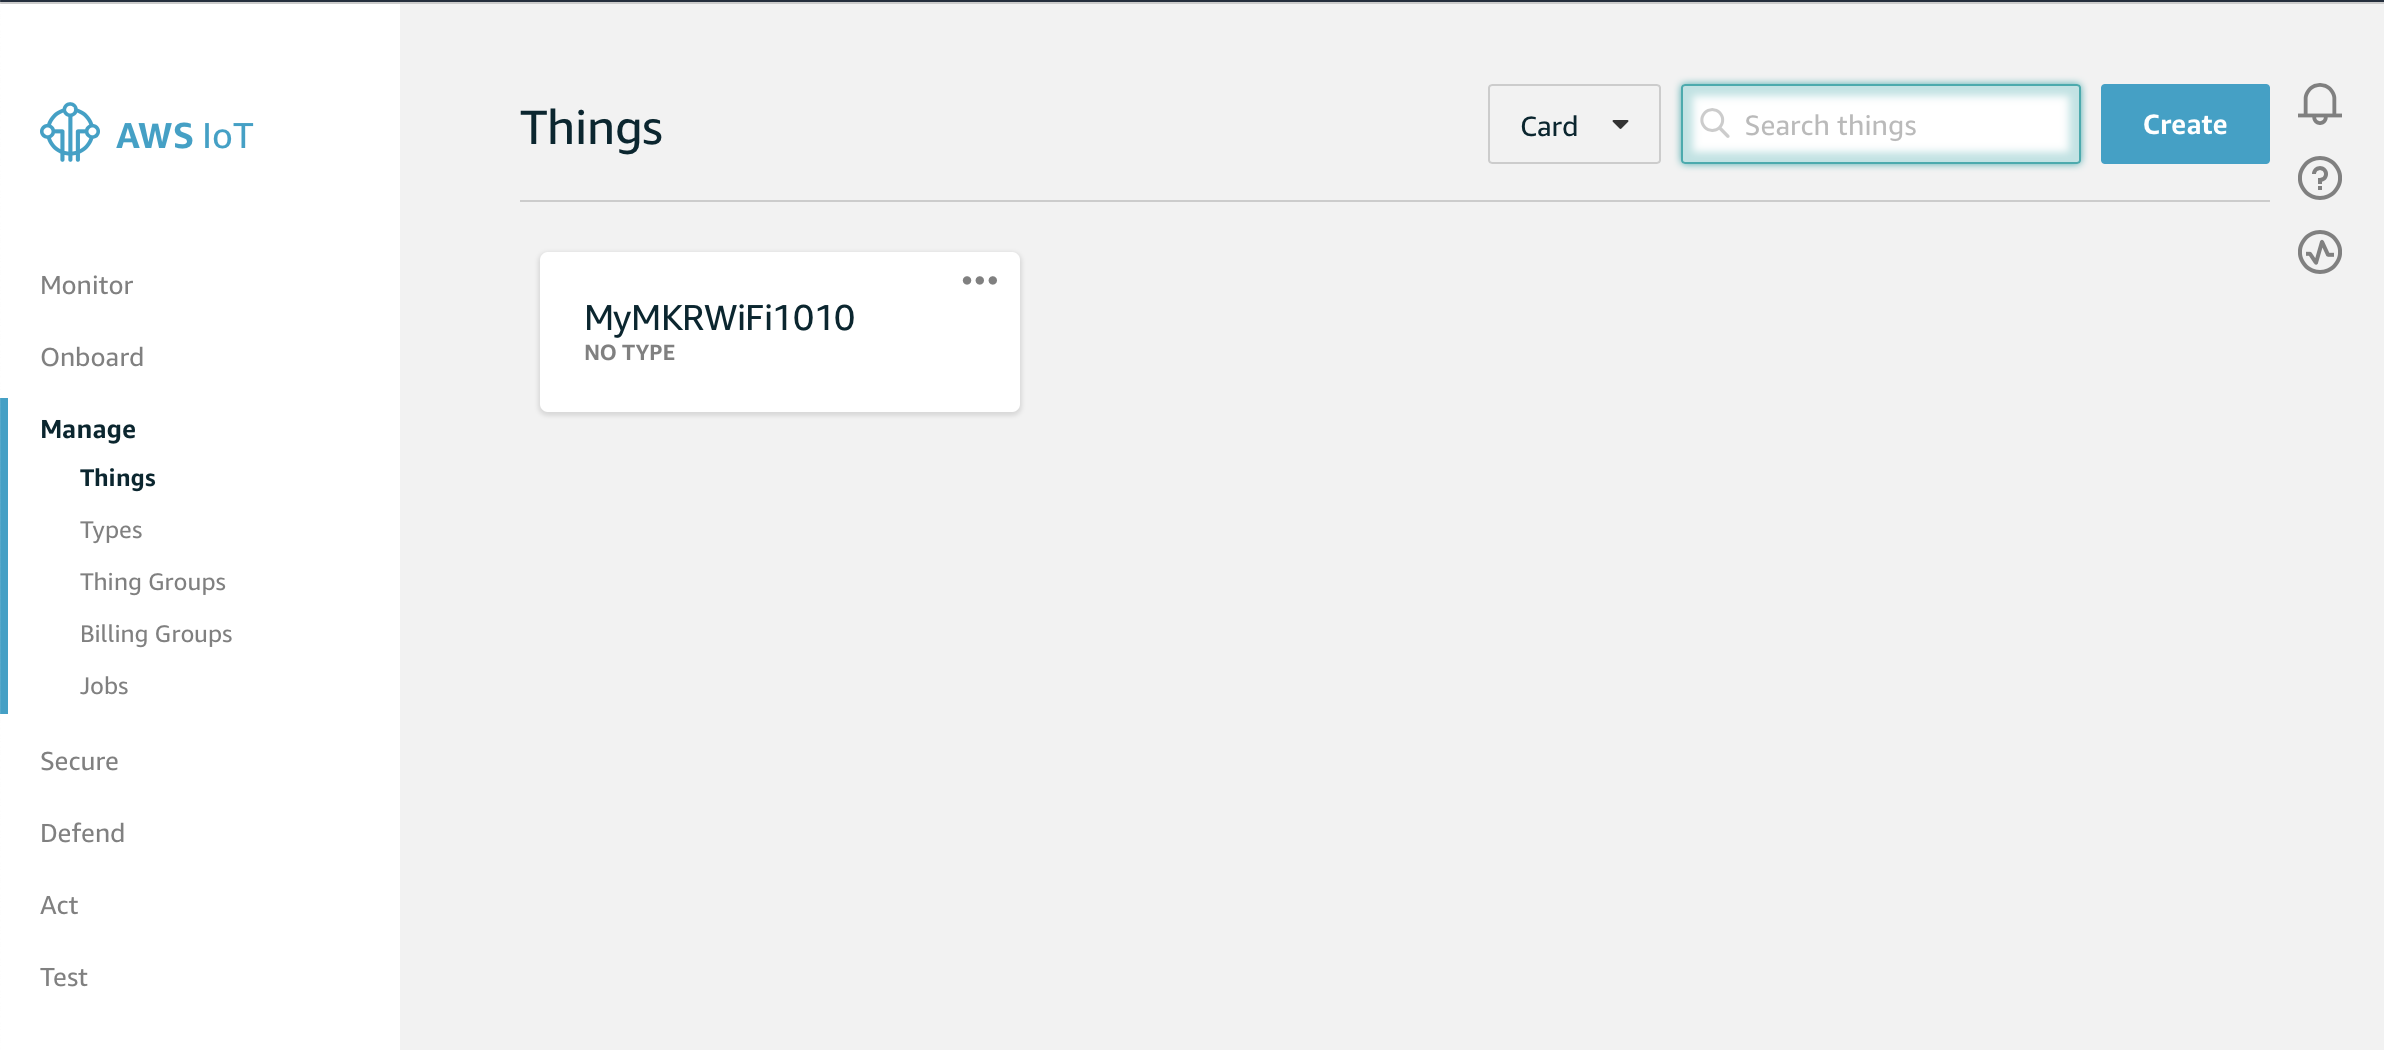 AWS IoT
Monitor
Onboard
Manage
Things
Types
Thing Groups
Billing Groups
Jobs
Secure
Defend
Act
Test
Things
Card
Search things
Create
MyMKRWiFi1010
NO TYPE